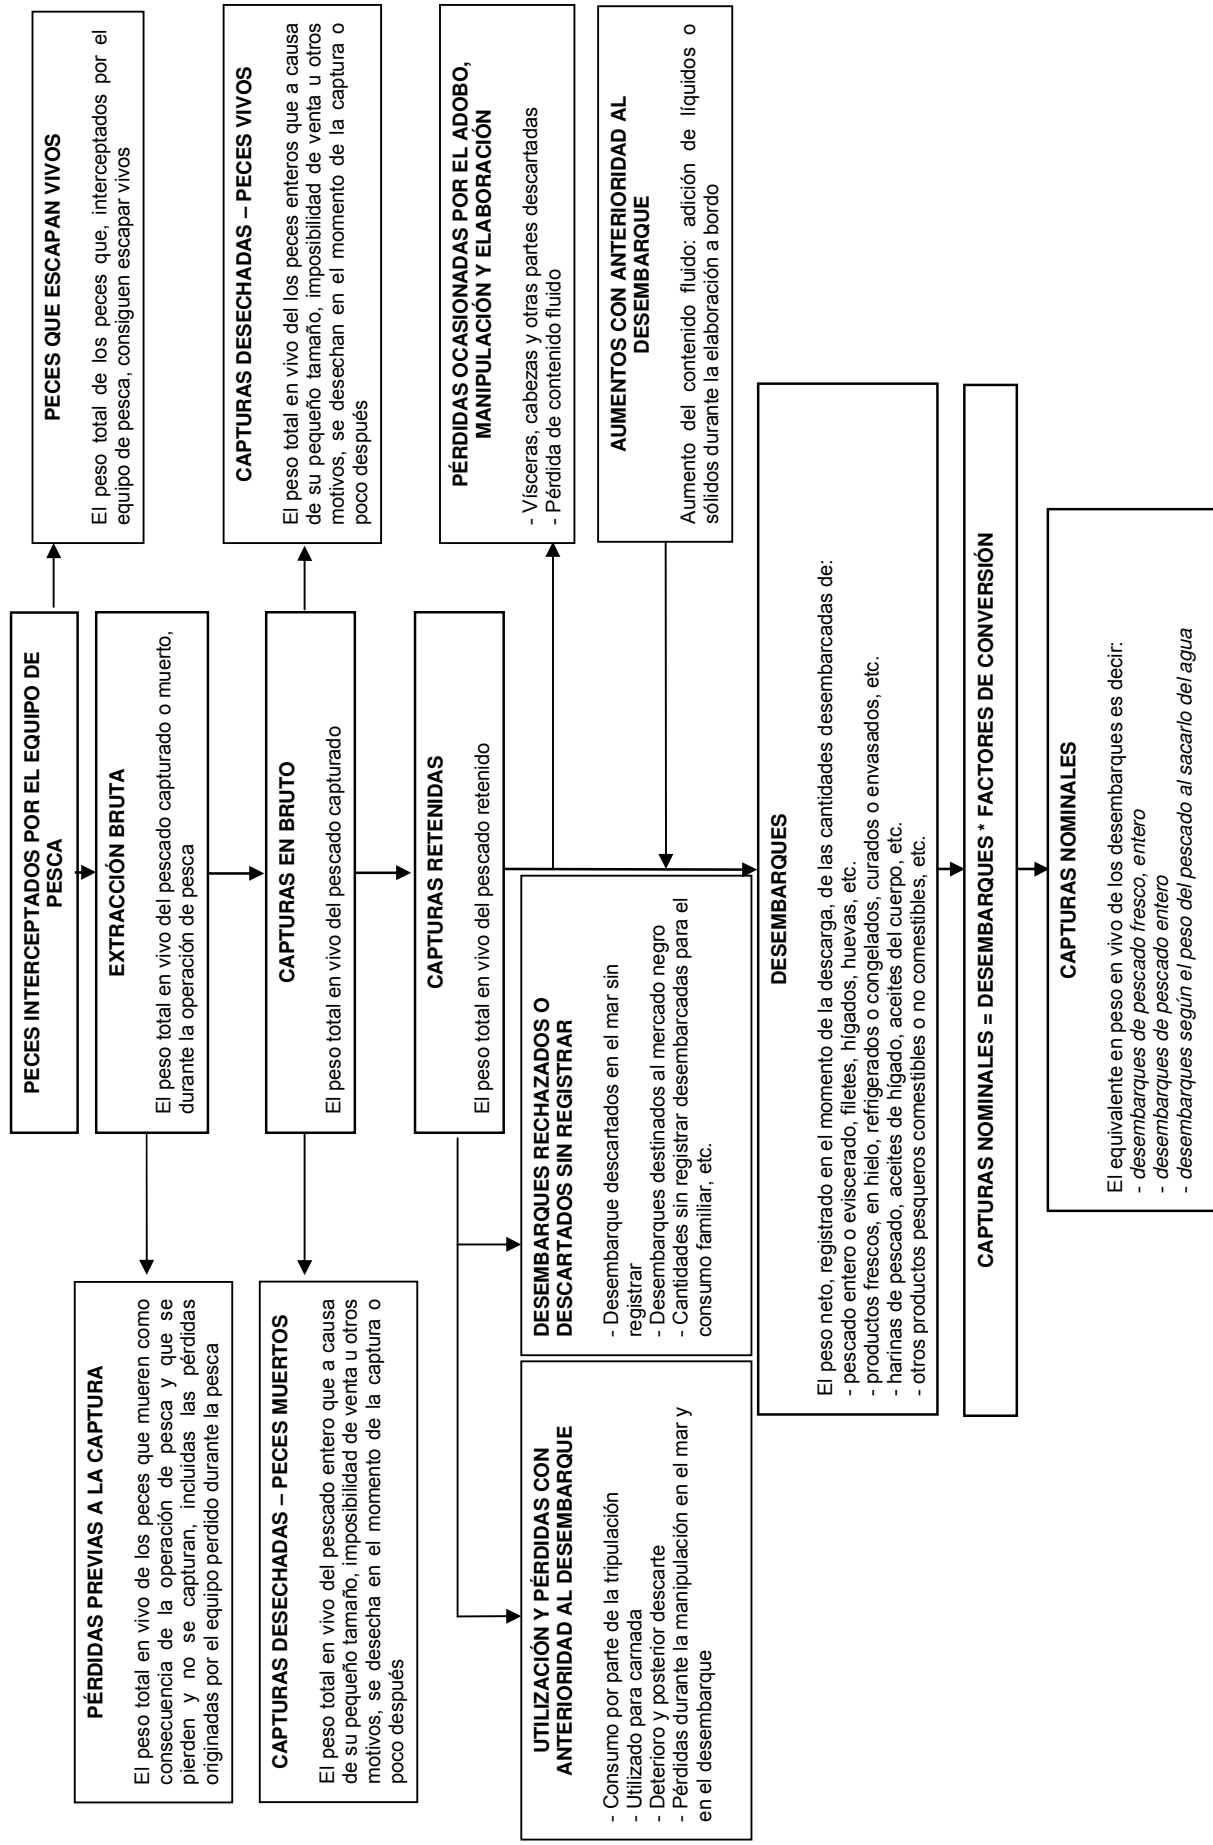 PECES INTERCEPTADOS POR EL EQUIPO DE
PESCA
PECES QUE ESCAPAN VIVOS
El peso total de los peces que, interceptados por el
equipo de pesca, consiguen escapar vivos
EXTRACCIÓN BRUTA
El peso total en vivo del pescado capturado o muerto,
durante la operación de pesca
PÉRDIDAS PREVIAS A LA CAPTURA
El peso total en vivo de los peces que mueren como
consecuencia de la operación de pesca y que se
pierden y no se capturan, incluidas las pérdidas
originadas por el equipo perdido durante la pesca
CAPTURAS EN BRUTO
El peso total en vivo del pescado capturado
CAPTURAS DESECHADAS – PECES VIVOS
El peso total en vivo del los peces enteros que a causa
de su pequeño tamaño, imposibilidad de venta u otros
motivos, se desechan en el momento de la captura o
poco después
CAPTURAS DESECHADAS – PECES MUERTOS
El peso total en vivo del pescado entero que a causa
de su pequeño tamaño, imposibilidad de venta u otros
motivos, se desecha en el momento de la captura o
poco después
CAPTURAS RETENIDAS
El peso total en vivo del pescado retenido
PÉRDIDAS OCASIONADAS POR EL ADOBO,
MANIPULACIÓN Y ELABORACIÓN
- Vísceras, cabezas y otras partes descartadas
- Pérdida de contenido fluido
UTILIZACIÓN Y PÉRDIDAS CON
ANTERIORIDAD AL DESEMBARQUE
- Consumo por parte de la tripulación
- Utilizado para carnada
- Deterioro y posterior descarte
- Pérdidas durante la manipulación en el mar y
en el desembarque
DESEMBARQUES RECHAZADOS O
DESCARTADOS SIN REGISTRAR
- Desembarque descartados en el mar sin
registrar
- Desembarques destinados al mercado negro
- Cantidades sin registrar desembarcadas para el
consumo familiar, etc.
AUMENTOS CON ANTERIORIDAD AL
DESEMBARQUE
Aumento del contenido fluido: adición de líquidos o
sólidos durante la elaboración a bordo
DESEMBARQUES
El peso neto, registrado en el momento de la descarga, de las cantidades desembarcadas de:
- pescado entero o eviscerado, filetes, hígados, huevas, etc.
- productos frescos, en hielo, refrigerados o congelados, curados o envasados, etc.
- harinas de pescado, aceites de hígado, aceites del cuerpo, etc.
- otros productos pesqueros comestibles o no comestibles, etc.
CAPTURAS NOMINALES = DESEMBARQUES * FACTORES DE CONVERSIÓN
CAPTURAS NOMINALES
El equivalente en peso en vivo de los desembarques es decir:
- desembarques de pescado fresco, entero
- desembarques de pescado entero
- desembarques según el peso del pescado al sacarlo del agua